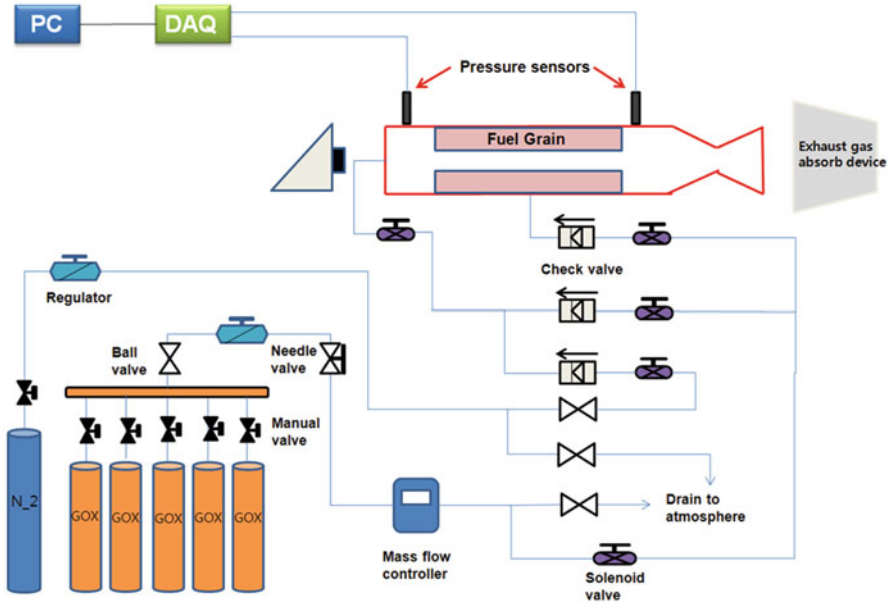 PC
DAQ
Pressure sensors
Fuel Grain
Exhaust gas
absorb device
Check valve
Regulator
Ball
valve
Needle
valve
Manual
valve
N_2
GOX
GOX
GOX
GOX
GOX
Mass flow
controller
Drain to
atmosphere
Solenoid
valve